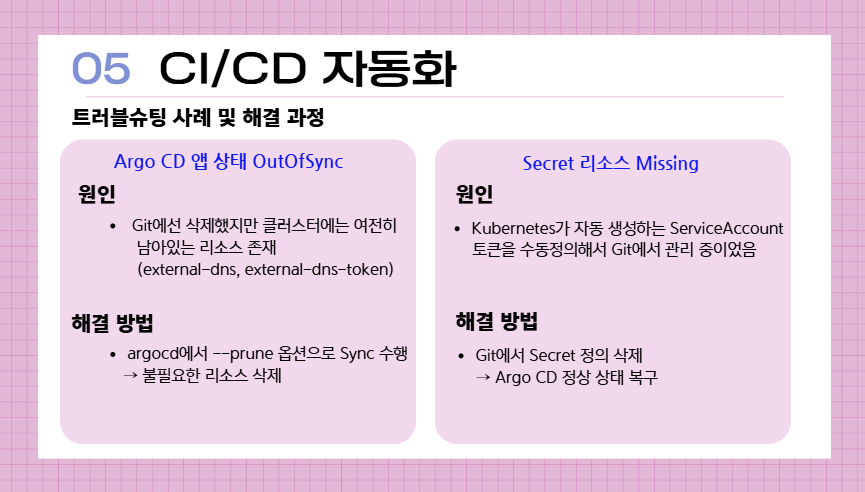 05 CI/CD 자동화
트러블슈팅 사례 및 해결 과정
Argo CD 앱 상태 OutOfSync
원인
• Git에선 삭제했지만 클러스터에는 여전히
남아있는 리소스 존재
(external-dns, external-dns-token)
해결 방법
• argocd에서 --prune 옵션으로 Sync 수행
→ 불필요한 리소스 삭제
Secret 리소스 Missing
원인
• Kubernetes가 자동 생성하는 ServiceAccount
토큰을 수동정의해서 Git에서 관리 중이었음
해결 방법
• Git에서 Secret 정의 삭제
→ Argo CD 정상 상태 복구